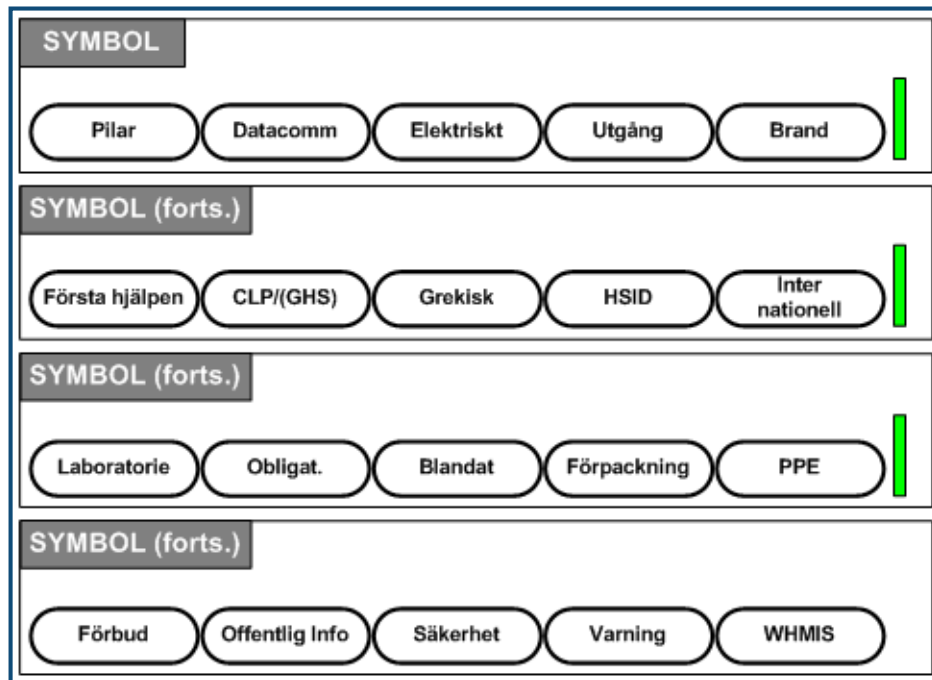 SYMBOL
Pilar Datacomm Elektriskt Utgång Brand
SYMBOL (forts.)
Första hjälpen CLP/(GHS) Grekisk HSID Inter
nationell
SYMBOL (forts.)
Laboratorie Obligat. Blandat Förpackning PPE
SYMBOL (forts.)
Förbud Offentlig Info Säkerhet Varning WHMIS